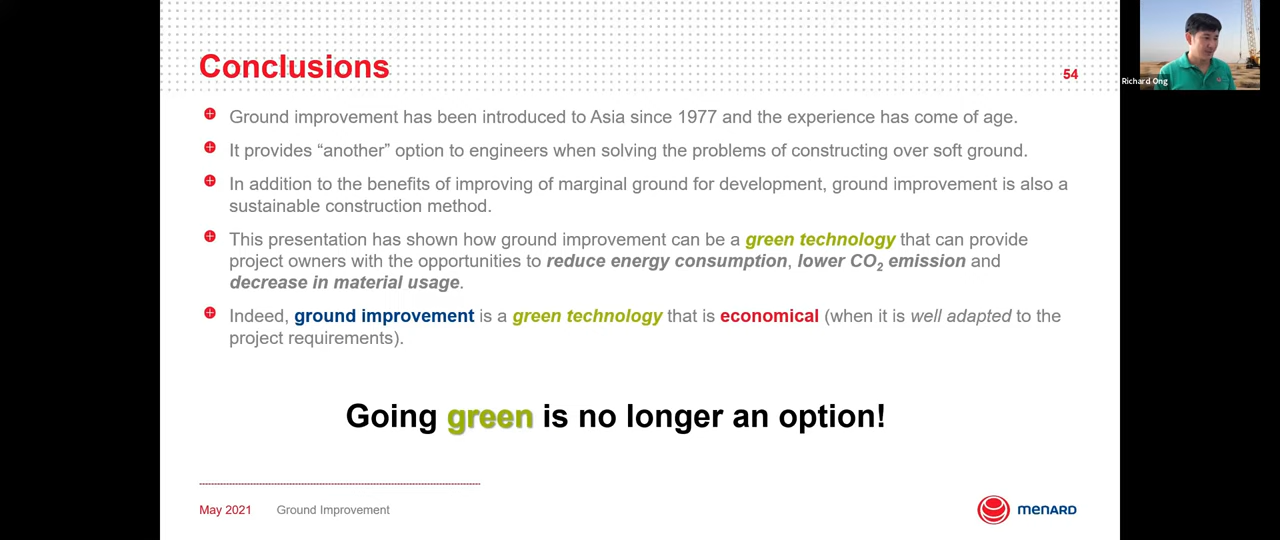 Conclusions
54
Richard Ong
Ground improvement has been introduced to Asia since 1977 and the experience has come of age.
It provides “another” option to engineers when solving the problems of constructing over soft ground.
In addition to the benefits of improving of marginal ground for development, ground improvement is also a
sustainable construction method.
This presentation has shown how ground improvement can be a green technology that can provide
project owners with the opportunities to reduce energy consumption, lower CO₂ emission and
decrease in material usage.
Indeed, ground improvement is a green technology that is economical (when it is well adapted to the
project requirements).
Going green is no longer an option!
May 2021 Ground Improvement
menard